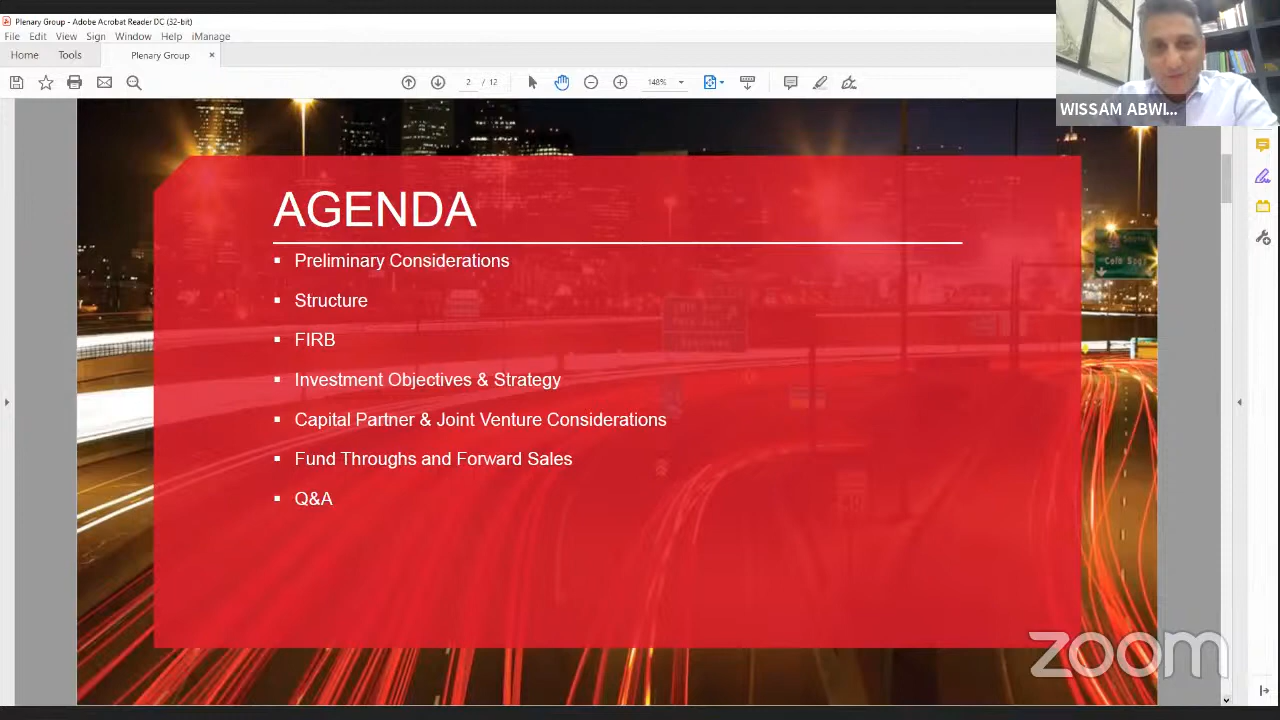 Plenary Group - Adobe Acrobat Reader DC (32-bit)
File Edit View Sign Window Help iManage
Home Tools Plenary Group ×
2 / 12 148%
WISSAM ABWI...
AGENDA
▪ Preliminary Considerations
▪ Structure
▪ FIRB
▪ Investment Objectives & Strategy
▪ Capital Partner & Joint Venture Considerations
▪ Fund Throughs and Forward Sales
▪ Q&A
zoom